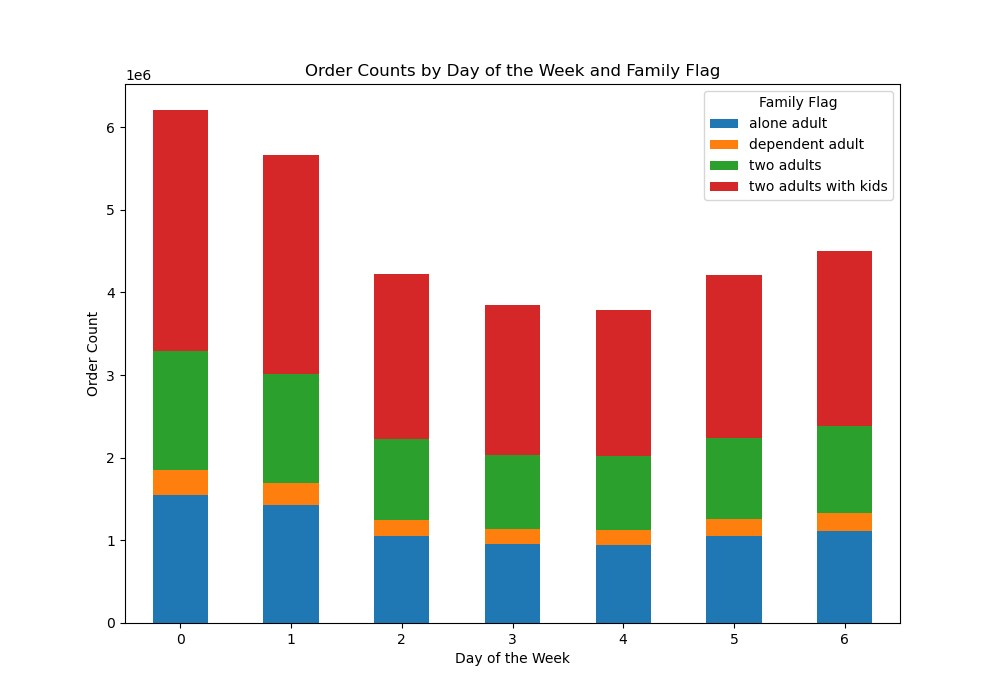 Order Counts by Day of the Week and Family Flag
1e6
Family Flag
alone adult
dependent adult
two adults
two adults with kids
6
5
4
3
2
1
0
Order Count
0 1 2 3 4 5 6
Day of the Week